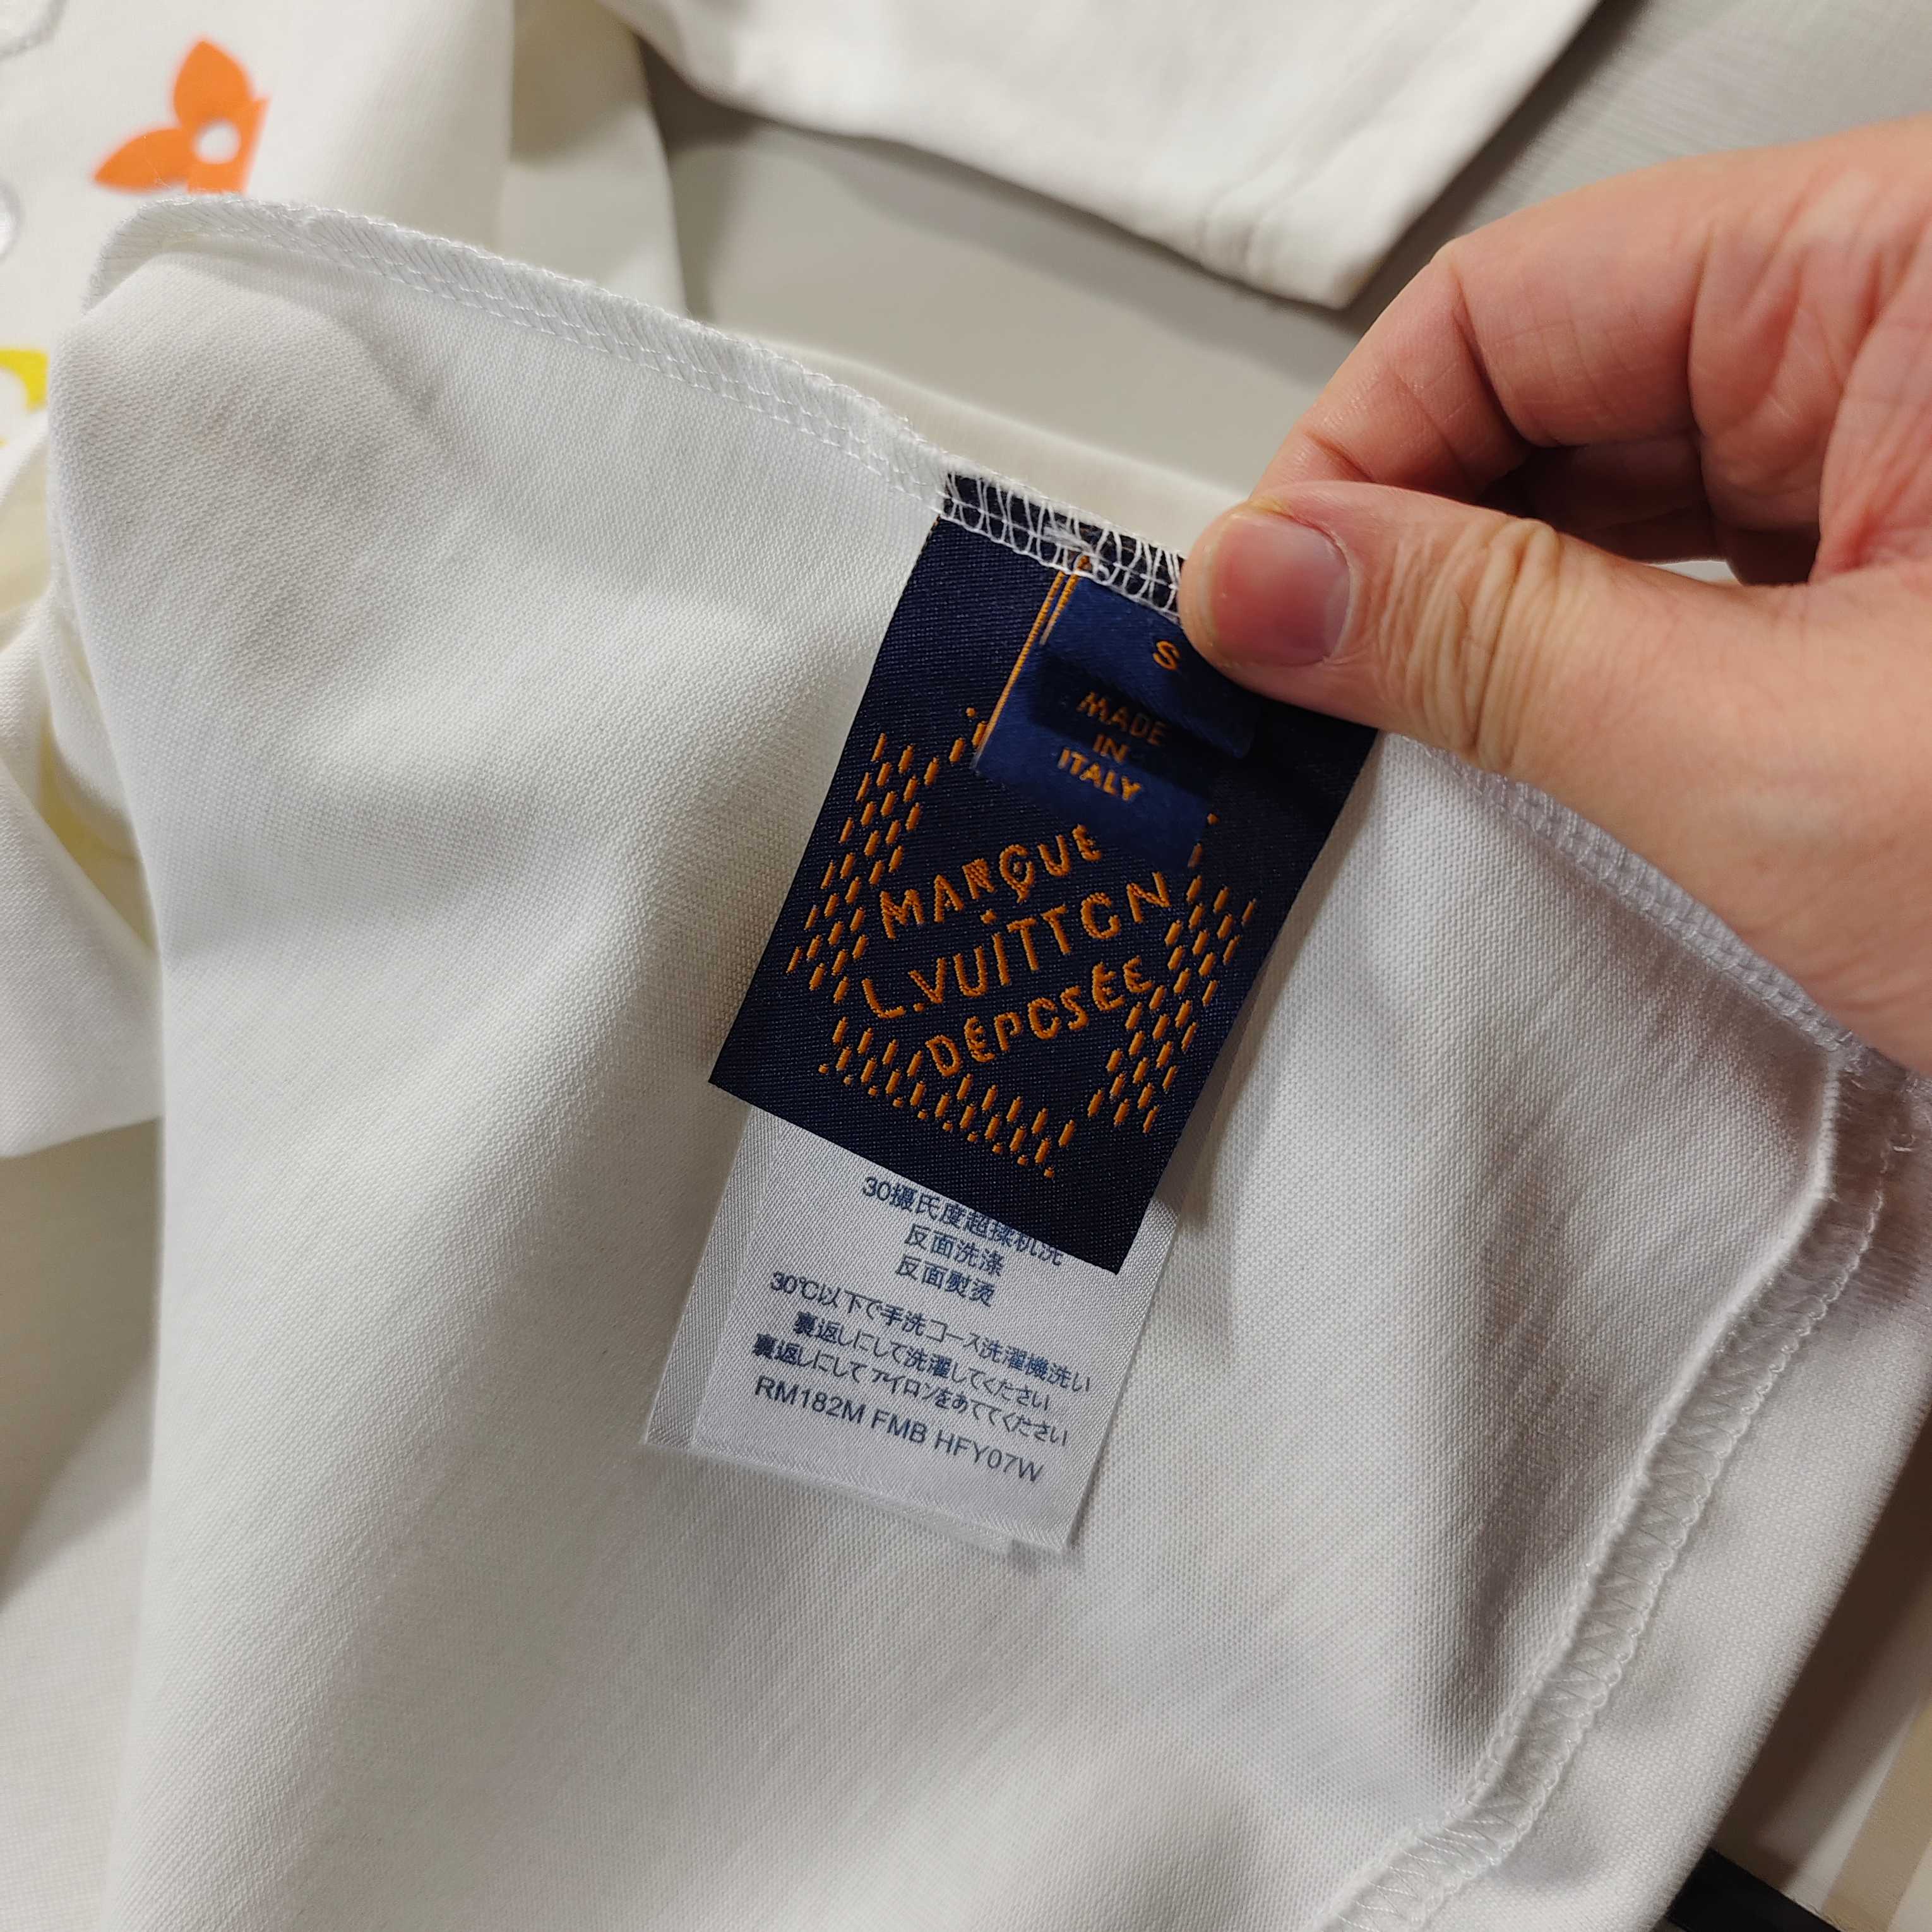 S
MADE
IN
ITALY
MARQUE
L.VUITTON
DÉPOSÉE
30摄氏度超揉机洗
反面洗涤
反面熨烫
30℃以下で手洗コース洗濯機洗い
裏返しにして洗濯してください
裏返しにしてアイロンをあててください
RM182M FMB HFY07W